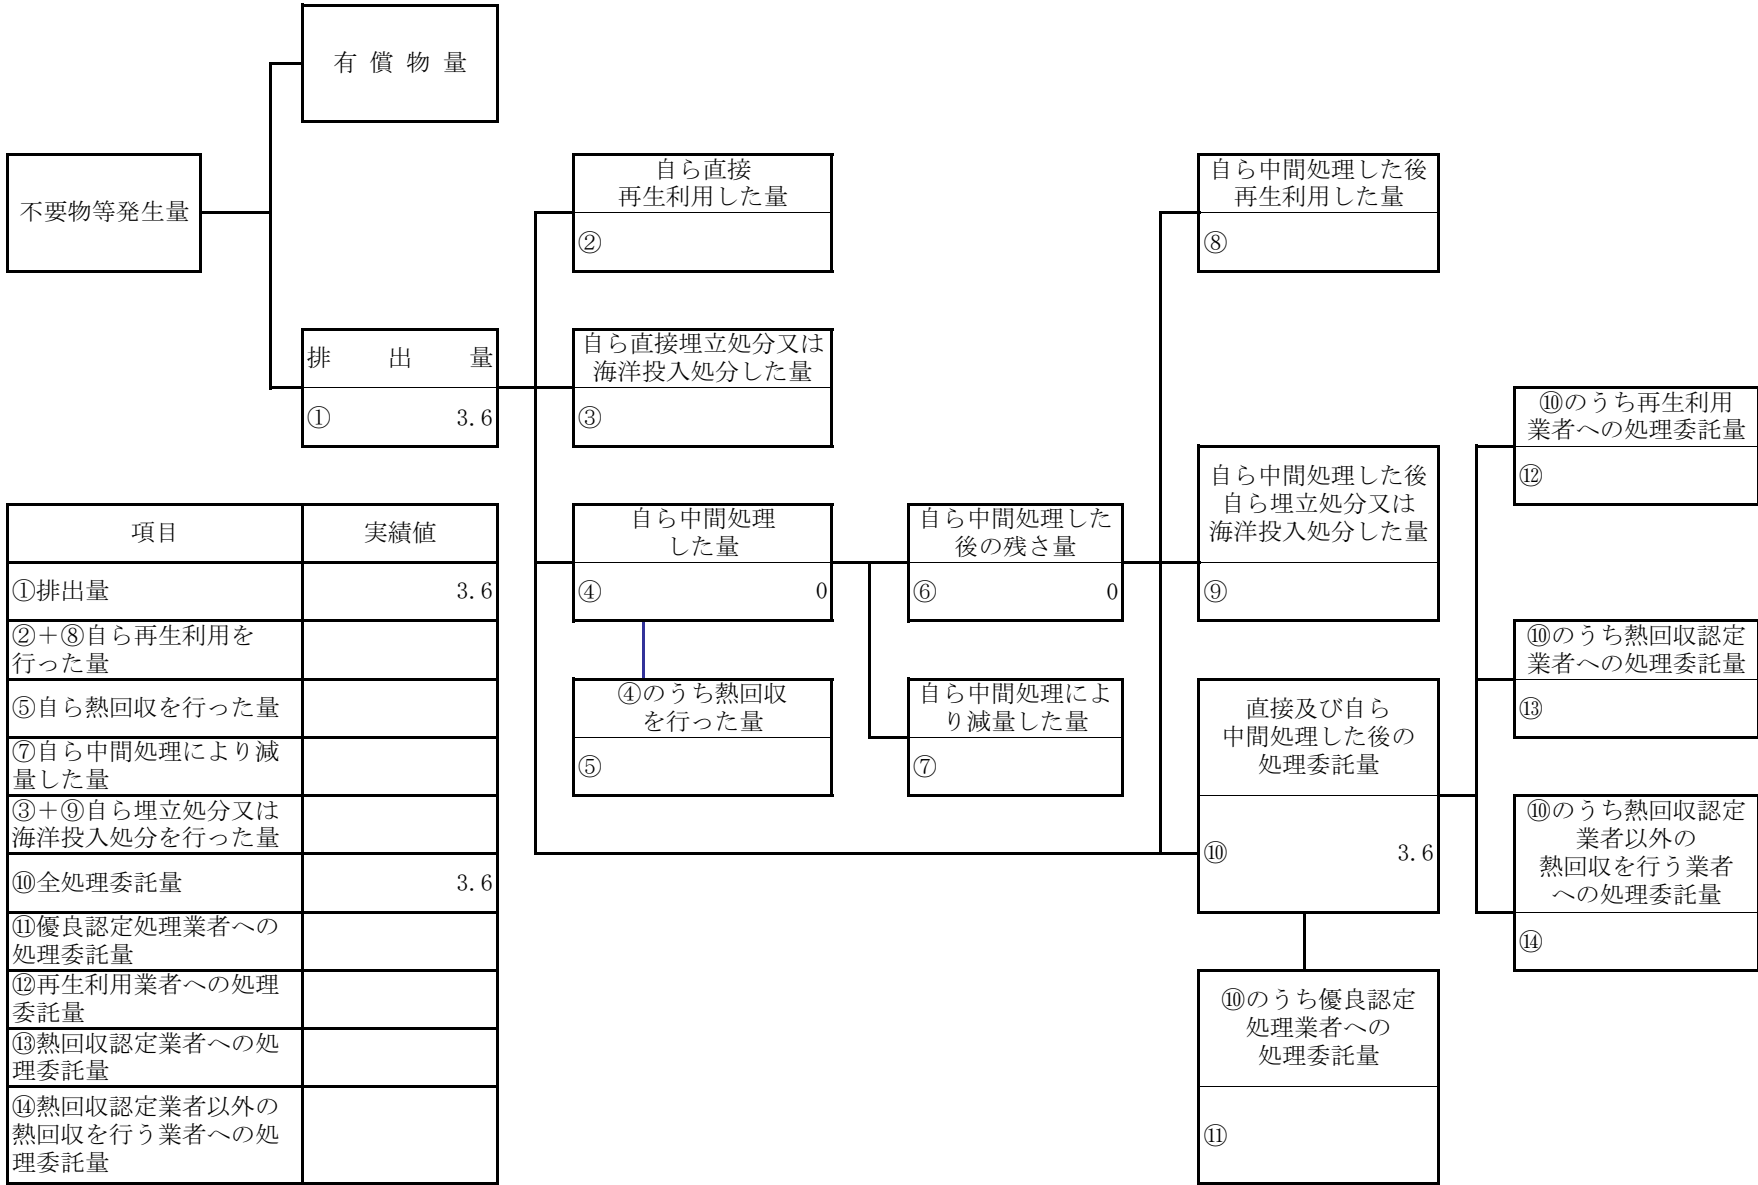 有償物量
不要物等発生量
自ら直接
再生利用した量
②
自ら中間処理した後
再生利用した量
⑧
排出量
① 3.6
自ら直接埋立処分又は
海洋投入処分した量
③
⑩のうち再生利用
業者への処理委託量
⑫
自ら中間処理した後
自ら埋立処分又は
海洋投入処分した量
⑨
自ら中間処理
した量
④ 0
自ら中間処理した
後の残さ量
⑥ 0
⑩のうち熱回収認定
業者への処理委託量
⑬
④のうち熱回収
を行った量
⑤
自ら中間処理によ
り減量した量
⑦
直接及び自ら
中間処理した後の
処理委託量
⑩ 3.6
⑩のうち熱回収認定
業者以外の
熱回収を行う業者
への処理委託量
⑭
⑩のうち優良認定
処理業者への
処理委託量
⑪
項目 実績値
①排出量 3.6
②＋⑧自ら再生利用を
行った量
⑤自ら熱回収を行った量
⑦自ら中間処理により減
量した量
③＋⑨自ら埋立処分又は
海洋投入処分を行った量
⑩全処理委託量 3.6
⑪優良認定処理業者への
処理委託量
⑫再生利用業者への処理
委託量
⑬熱回収認定業者への処
理委託量
⑭熱回収認定業者以外の
熱回収を行う業者への処
理委託量